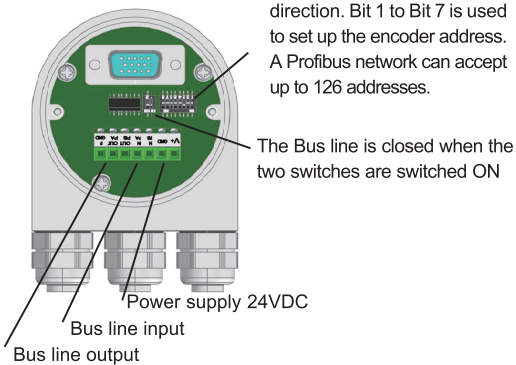 direction. Bit 1 to Bit 7 is used
to set up the encoder address.
A Profibus network can accept
up to 126 addresses.
The Bus line is closed when the
two switches are switched ON
GND
V+
Power supply 24VDC
Bus line input
Bus line output